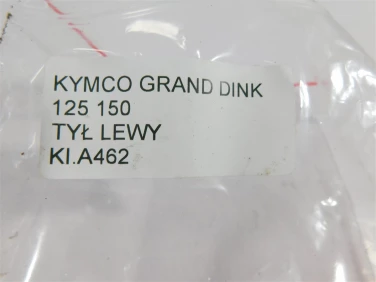 KYMCO GRAND DINK
125 150
TYŁ LEWY
KI.A462